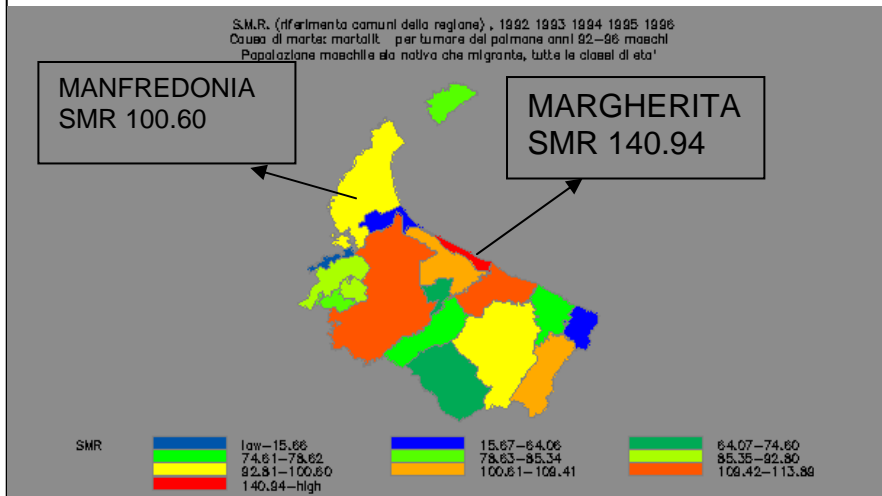 S.M.R. (riferimento comuni della regione) , 1992 1993 1994 1995 1996
Causa di morte: mortalit per tumore del polmone anni 92-96 maschi
Popolazione maschile sia nativa che migrante, tutte le classi di eta'
MANFREDONIA
SMR 100.60
MARGHERITA
SMR 140.94
SMR
low-15.66 15.67-64.06 64.07-74.60
74.61-78.62 78.63-85.34 85.35-92.80
92.81-100.60 100.61-109.41 109.42-113.89
140.94-high